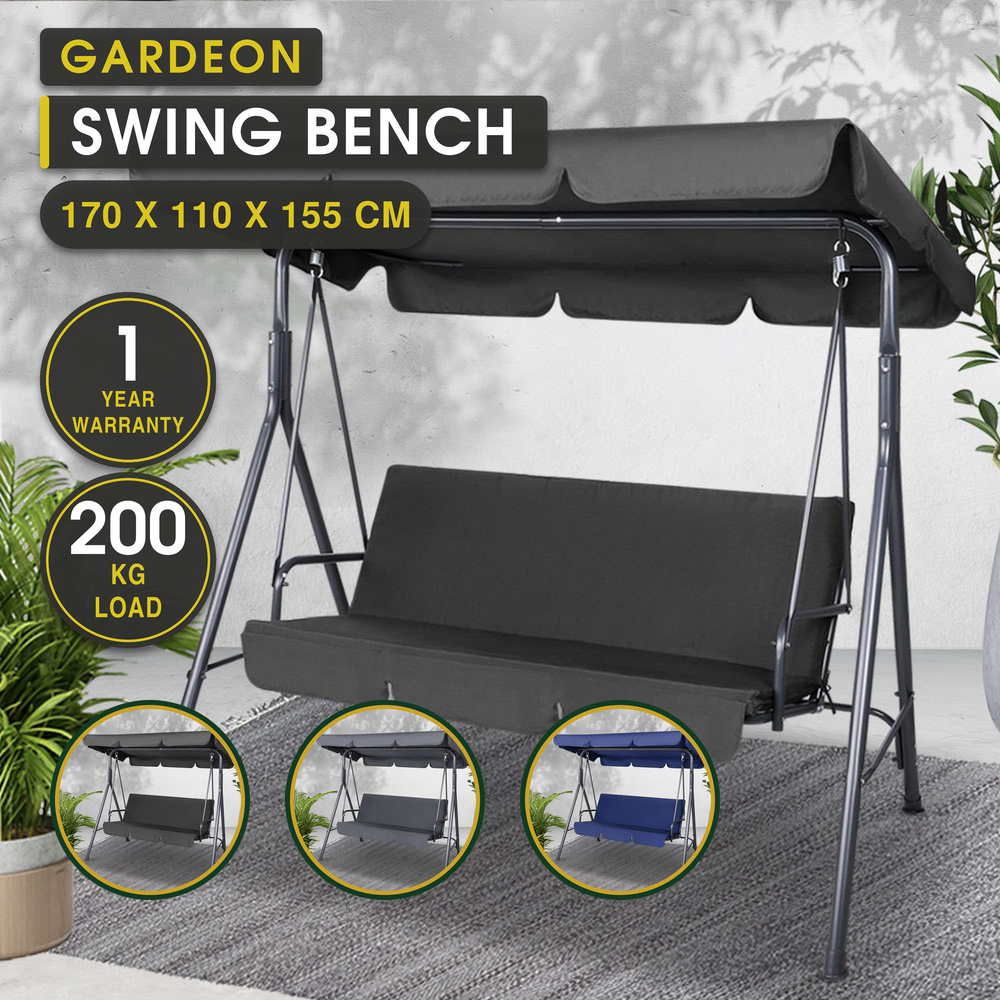 GARDEON
SWING BENCH
170 X 110 X 155 CM
1
YEAR
WARRANTY
200
KG
LOAD